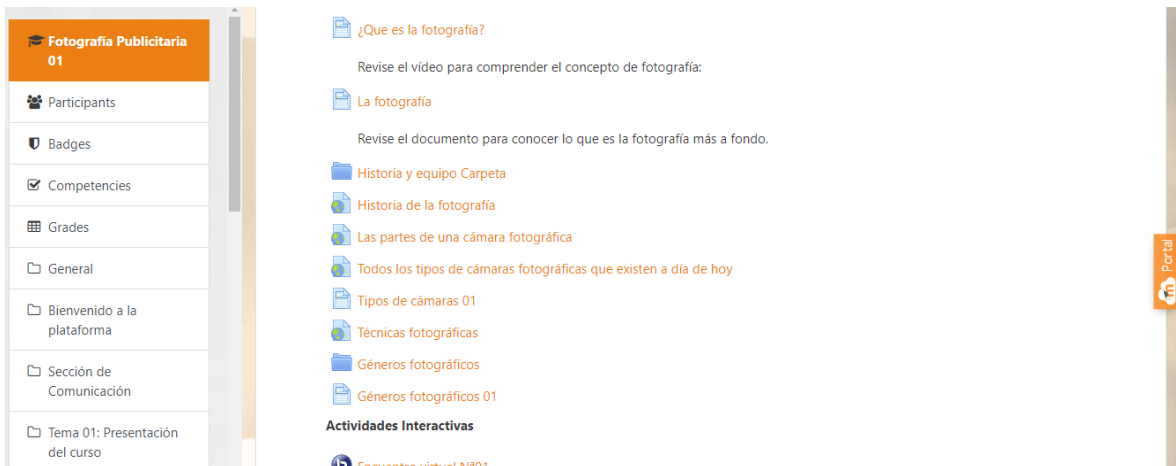 Fotografía Publicitaria
01
Participants
Badges
Competencies
Grades
General
Bienvenido a la
plataforma
Sección de
Comunicación
Tema 01: Presentación
del curso
¿Que es la fotografía?
Revise el vídeo para comprender el concepto de fotografía:
La fotografía
Revise el documento para conocer lo que es la fotografía más a fondo.
Historia y equipo Carpeta
Historia de la fotografía
Las partes de una cámara fotográfica
Todos los tipos de cámaras fotográficas que existen a día de hoy
Tipos de cámaras 01
Técnicas fotográficas
Géneros fotográficos
Géneros fotográficos 01
Actividades Interactivas
Encuentro virtual Nª01
Portal